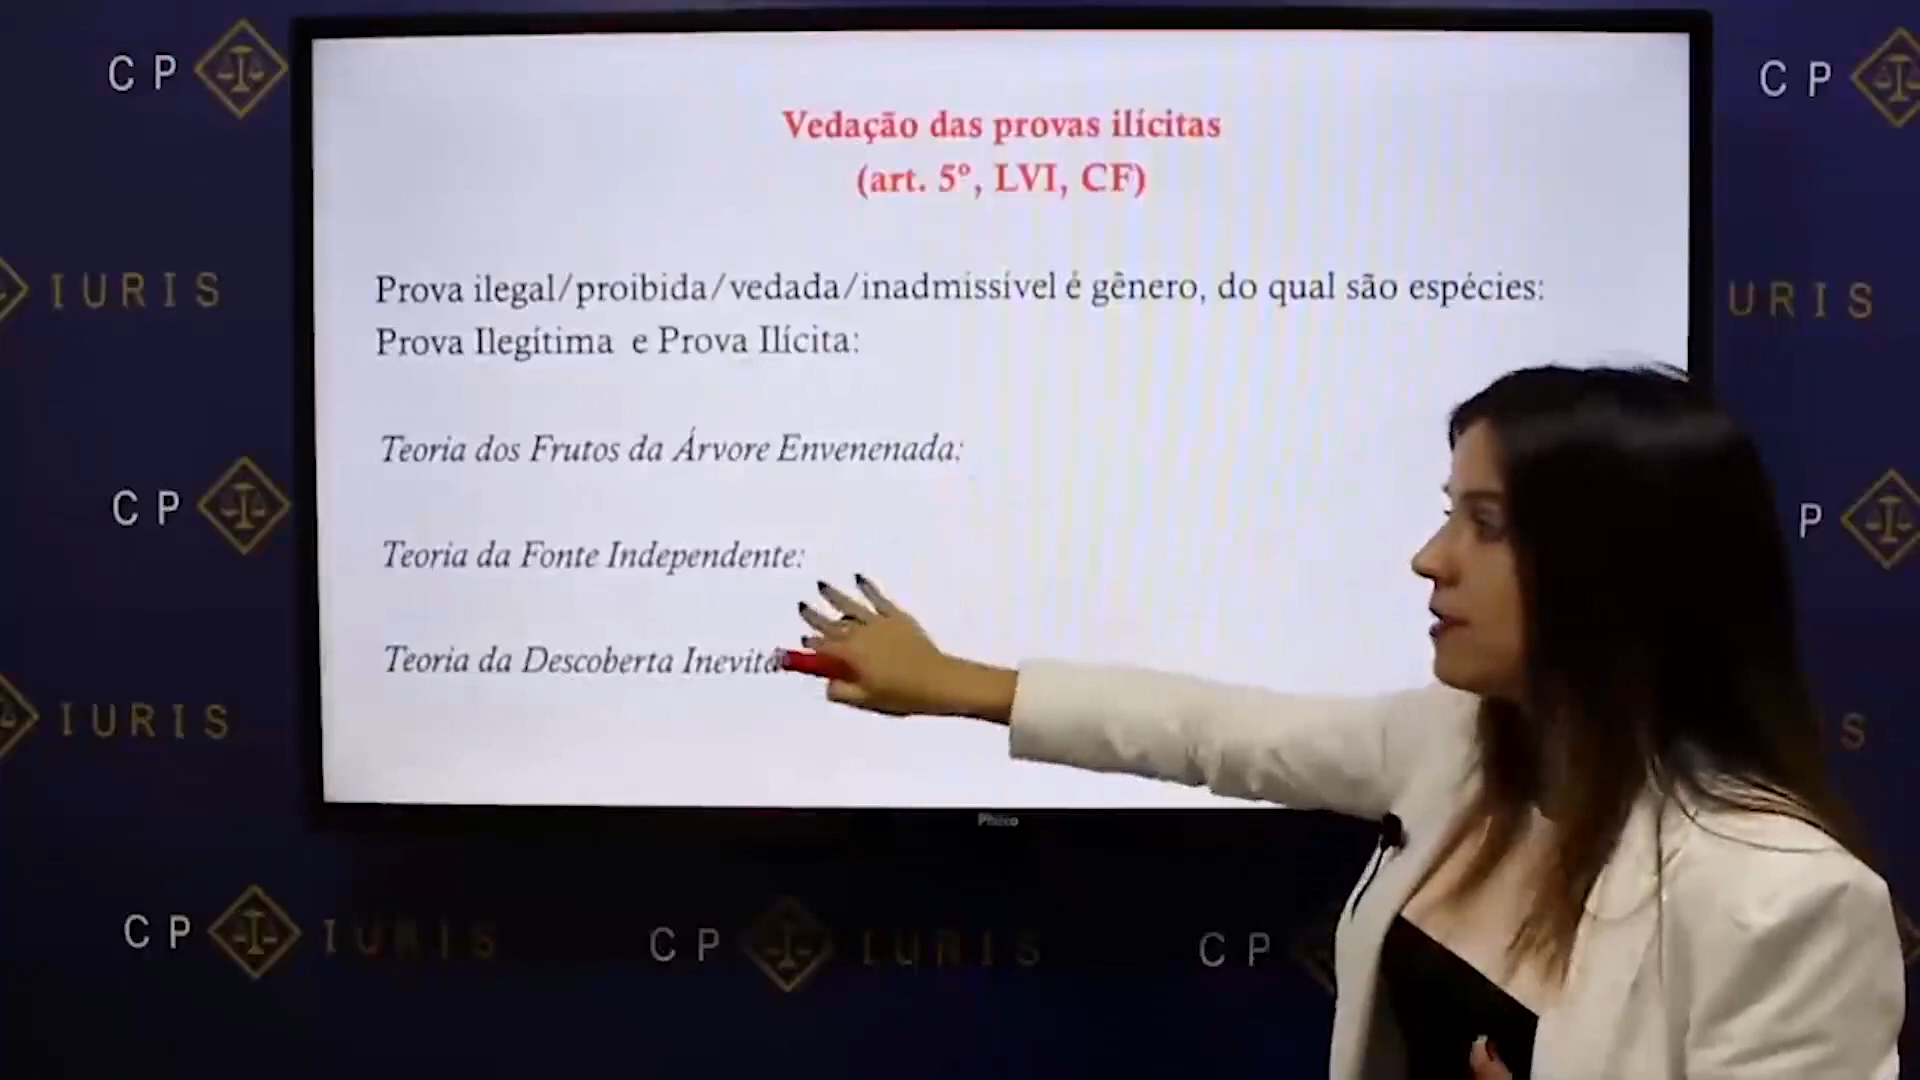 CP
CP
Vedação das provas ilícitas
(art. 5º, LVI, CF)
IURIS
URIS
Prova ilegal/proibida/vedada/inadmissível é gênero, do qual são espécies:
Prova Ilegítima e Prova Ilícita:
Teoria dos Frutos da Árvore Envenenada:
CP
P
Teoria da Fonte Independente:
Teoria da Descoberta
IURIS
S
Philco
CP IURIS
CP IURIS
CP